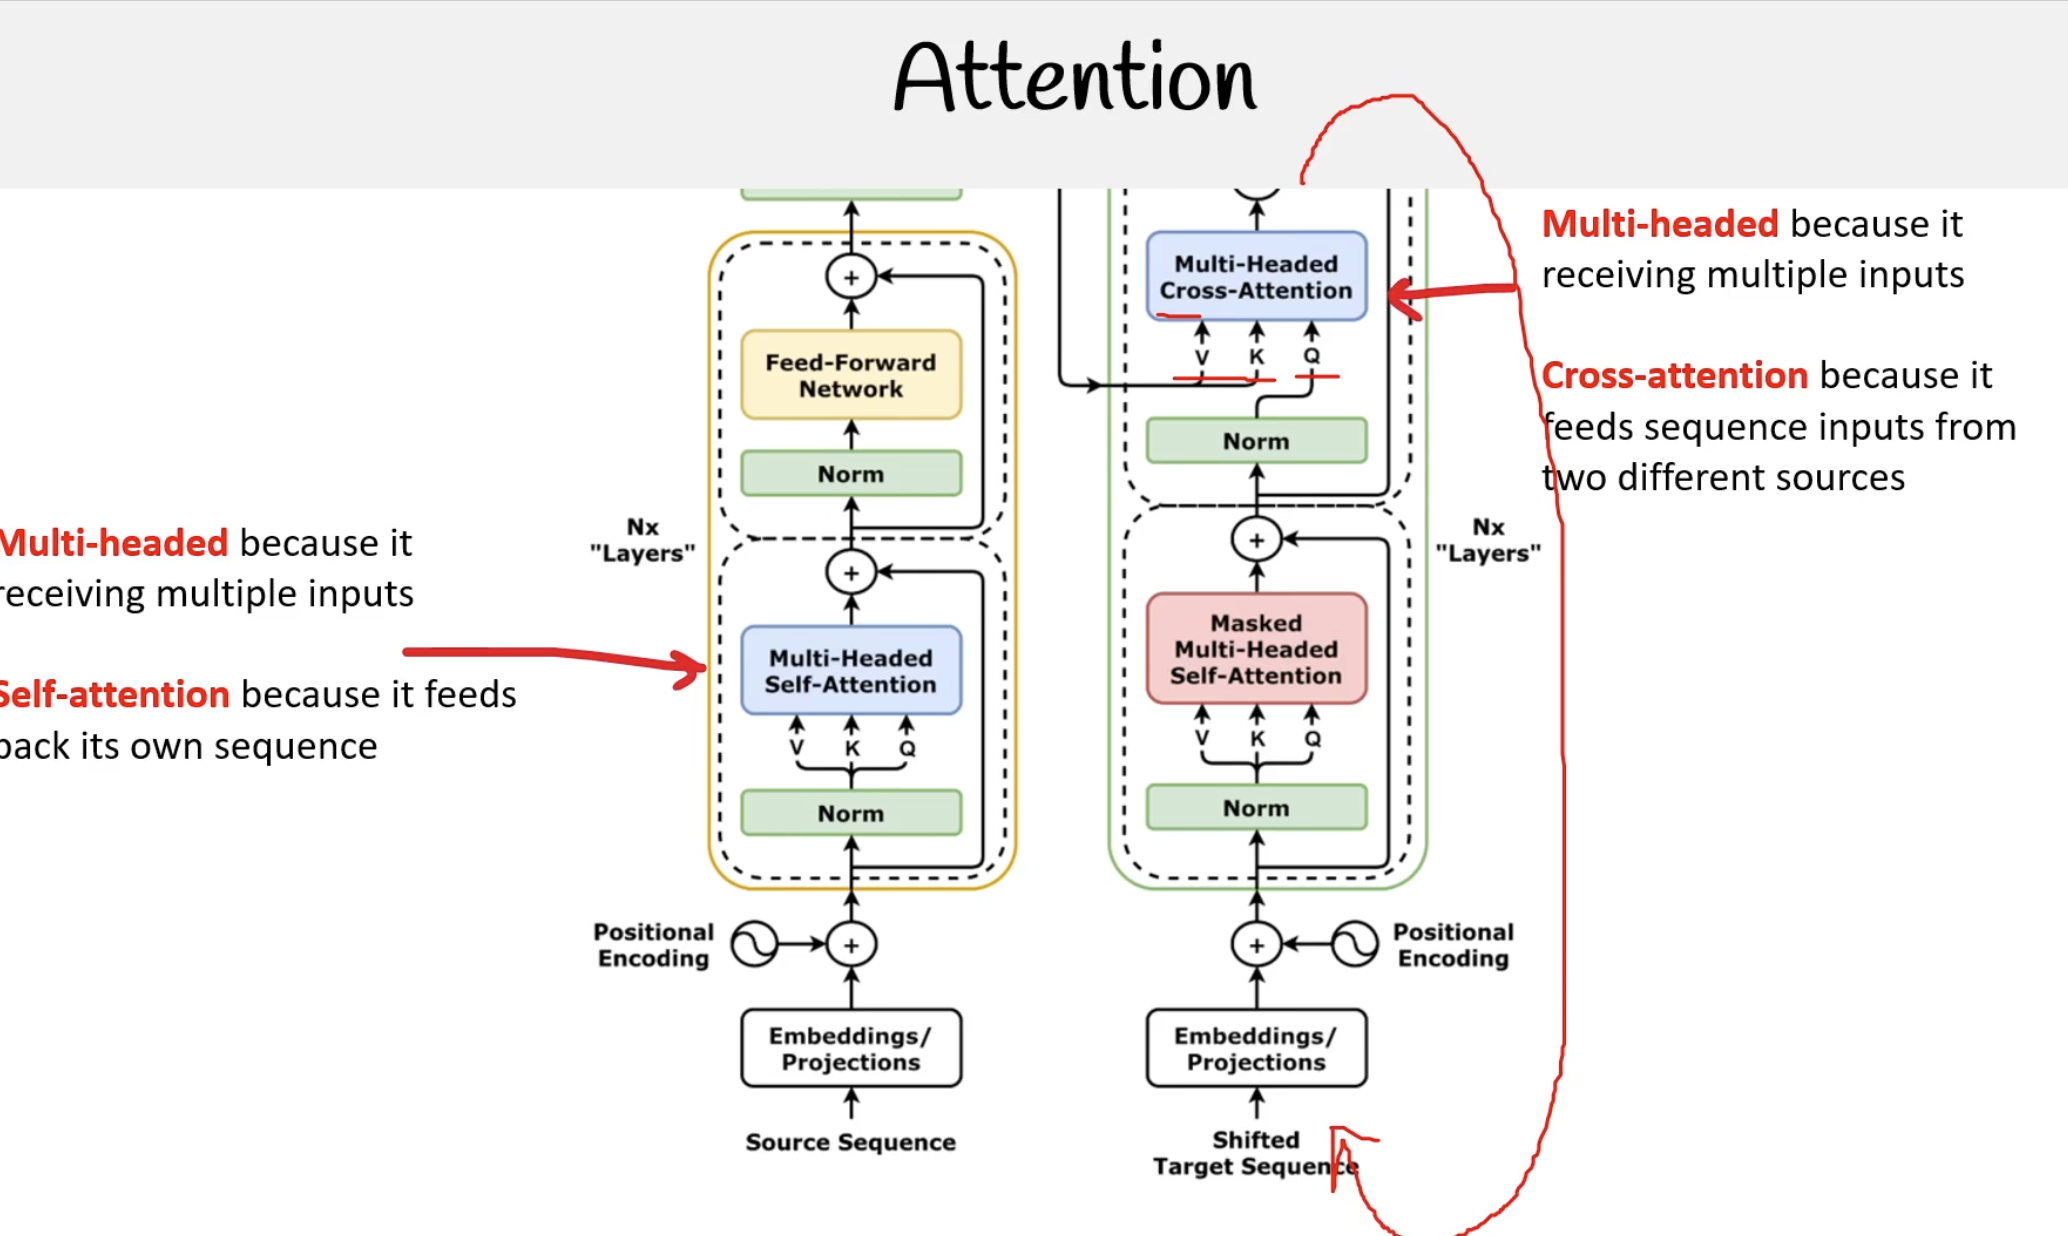 Attention
Multi-Headed
Cross-Attention
V K Q
Norm
Multi-headed because it
receiving multiple inputs
Cross-attention because it
feeds sequence inputs from
two different sources
+
Feed-Forward
Network
Norm
Nx
"Layers"
Nx
"Layers"
Multi-headed because it
receiving multiple inputs
Self-attention because it feeds
back its own sequence
+
Multi-Headed
Self-Attention
V K Q
Norm
+
Masked
Multi-Headed
Self-Attention
V K Q
Norm
Positional
Encoding
+
+
Positional
Encoding
Embeddings/
Projections
Embeddings/
Projections
Source Sequence
Shifted
Target Sequence